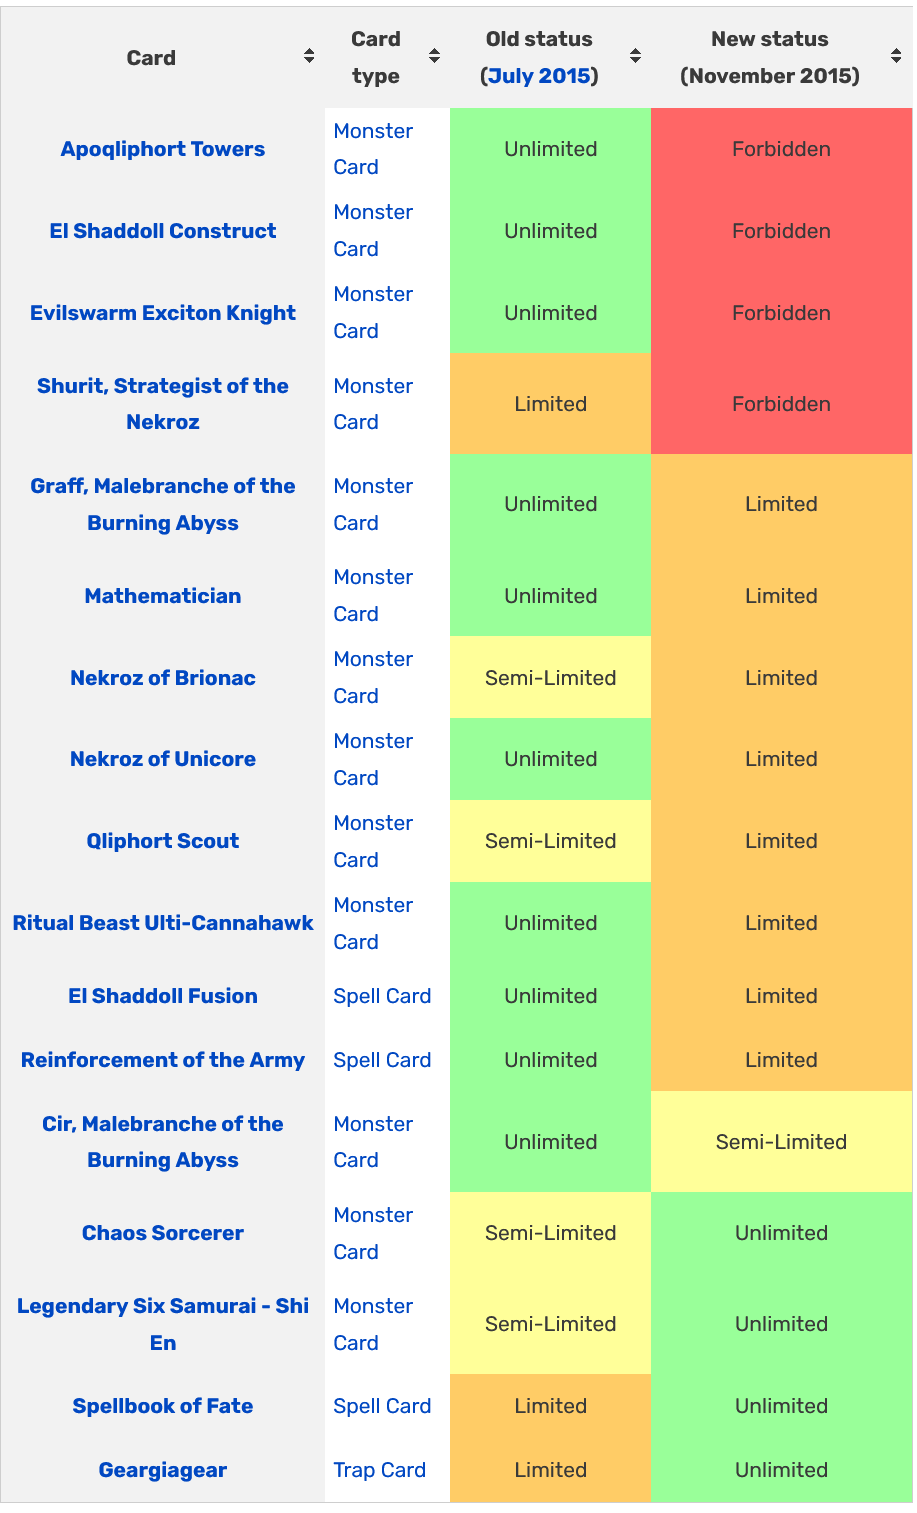 Card
Card type
Old status (July 2015)
New status (November 2015)
Apoqliphort Towers
Monster Card
Unlimited
Forbidden
El Shaddoll Construct
Monster Card
Unlimited
Forbidden
Evilswarm Exciton Knight
Monster Card
Unlimited
Forbidden
Shurit, Strategist of the Nekroz
Monster Card
Limited
Forbidden
Graff, Malebranche of the Burning Abyss
Monster Card
Unlimited
Limited
Mathematician
Monster Card
Unlimited
Limited
Nekroz of Brionac
Monster Card
Semi-Limited
Limited
Nekroz of Unicore
Monster Card
Unlimited
Limited
Qliphort Scout
Monster Card
Semi-Limited
Limited
Ritual Beast Ulti-Cannahawk
Monster Card
Unlimited
Limited
El Shaddoll Fusion
Spell Card
Unlimited
Limited
Reinforcement of the Army
Spell Card
Unlimited
Limited
Cir, Malebranche of the Burning Abyss
Monster Card
Unlimited
Semi-Limited
Chaos Sorcerer
Monster Card
Semi-Limited
Unlimited
Legendary Six Samurai - Shi En
Monster Card
Semi-Limited
Unlimited
Spellbook of Fate
Spell Card
Limited
Unlimited
Geargiagear
Trap Card
Limited
Unlimited